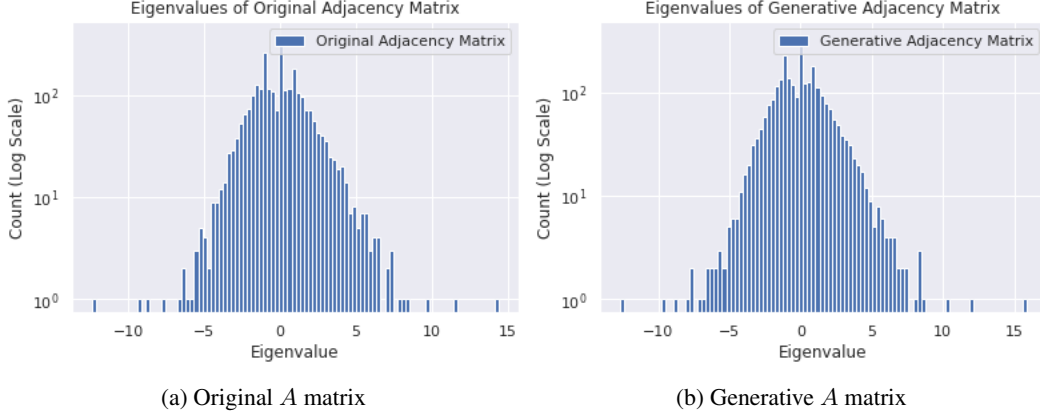 Eigenvalues of Original Adjacency Matrix
Original Adjacency Matrix
Count (Log Scale)
10²
10¹
10⁰
−10 −5 0 5 10 15
Eigenvalue
(a) Original A matrix
Eigenvalues of Generative Adjacency Matrix
Generative Adjacency Matrix
Count (Log Scale)
10²
10¹
10⁰
−10 −5 0 5 10 15
Eigenvalue
(b) Generative A matrix